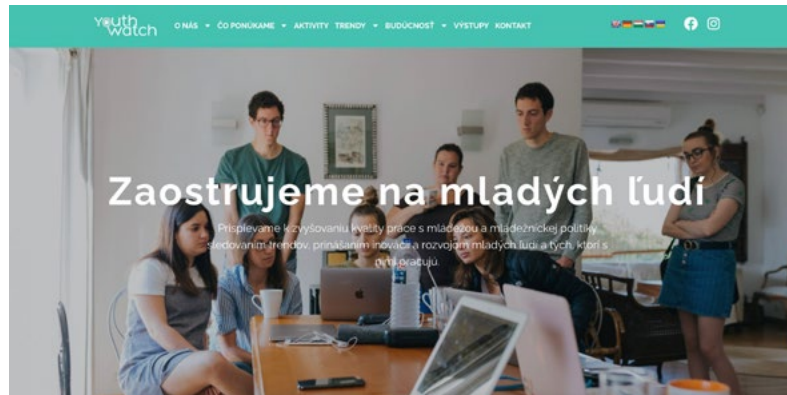 Youth
watch
O NÁS
ČO PONÚKAME
AKTIVITY
TRENDY
BUDÚCNOSŤ
VÝSTUPY
KONTAKT
Zaostrujeme na mladých ľudí
Prispievame k zvyšovaniu kvality práce s mládežou a mládežníckej politiky
sledovaním trendov, prinášaním inovácií a rozvojom mladých ľudí a tých, ktorí s
nimi pracujú.